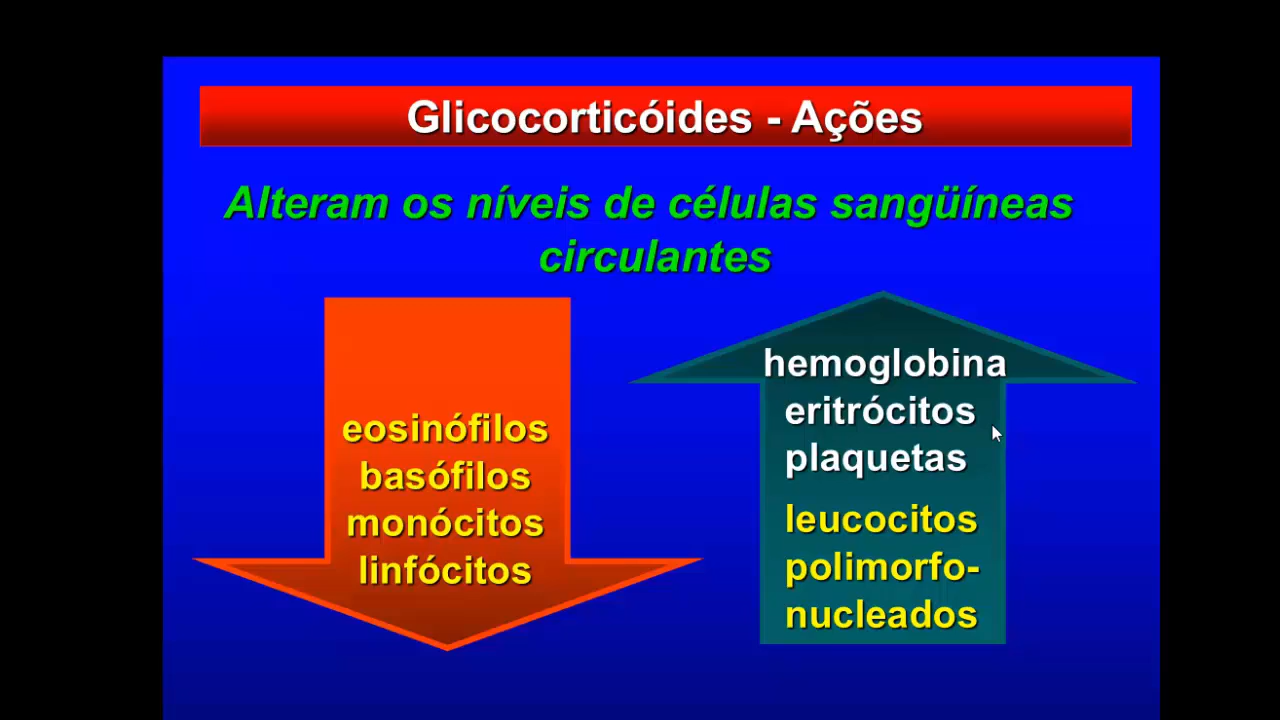 Glicocorticóides - Ações
Alteram os níveis de células sangüíneas
circulantes
eosinófilos
basófilos
monócitos
linfócitos
hemoglobina
eritrócitos
plaquetas
leucocitos
polimorfo-
nucleados